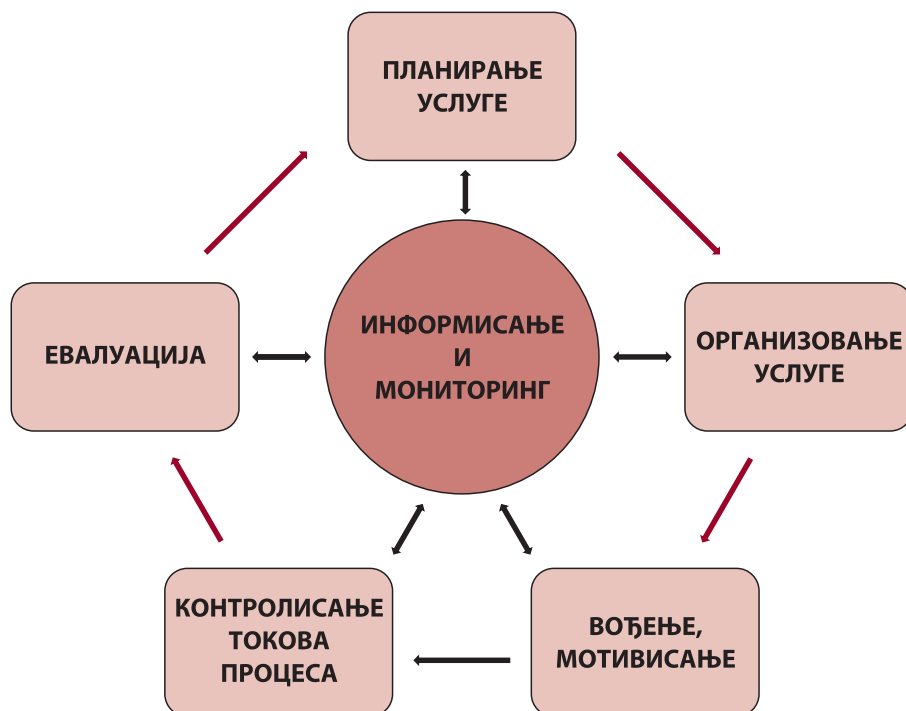 ПЛАНИРАЊЕ
УСЛУГЕ
ИНФОРМИСАЊЕ
И
МОНИТОРИНГ
ЕВАЛУАЦИЈА
ОРГАНИЗОВАЊЕ
УСЛУГЕ
КОНТРОЛИСАЊЕ
ТОКОВА
ПРОЦЕСА
ВОЂЕЊЕ,
МОТИВИСАЊЕ